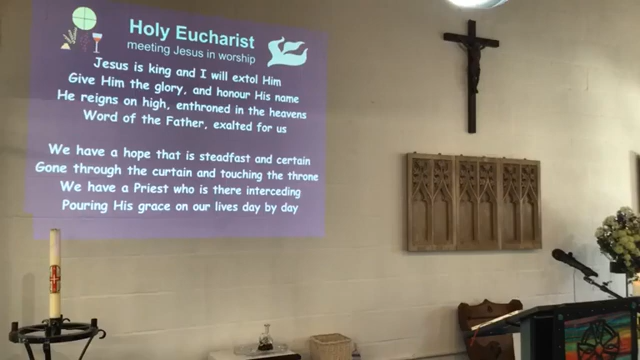 Holy Eucharist
meeting Jesus in worship
Jesus is king and I will extol Him
Give Him the glory, and honour His name
He reigns on high, enthroned in the heavens
Word of the Father, exalted for us
We have a hope that is steadfast and certain
Gone through the curtain and touching the throne
We have a Priest who is there interceding
Pouring His grace on our lives day by day